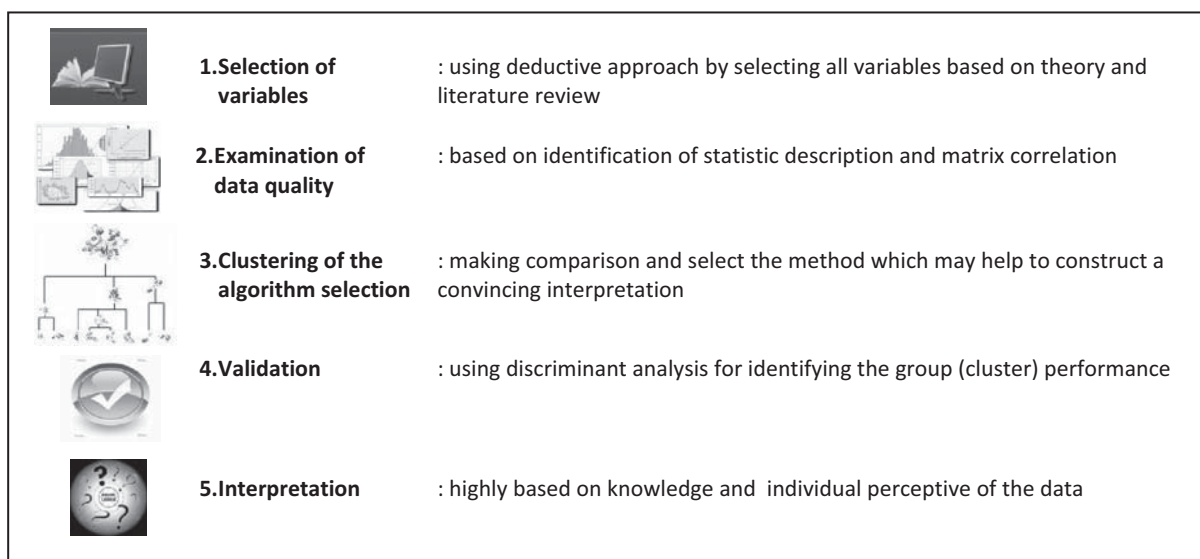 1.Selection of variables : using deductive approach by selecting all variables based on theory and
literature review
2.Examination of data quality : based on identification of statistic description and matrix correlation
3.Clustering of the algorithm selection : making comparison and select the method which may help to construct a
convincing interpretation
4.Validation : using discriminant analysis for identifying the group (cluster) performance
5.Interpretation : highly based on knowledge and individual perceptive of the data